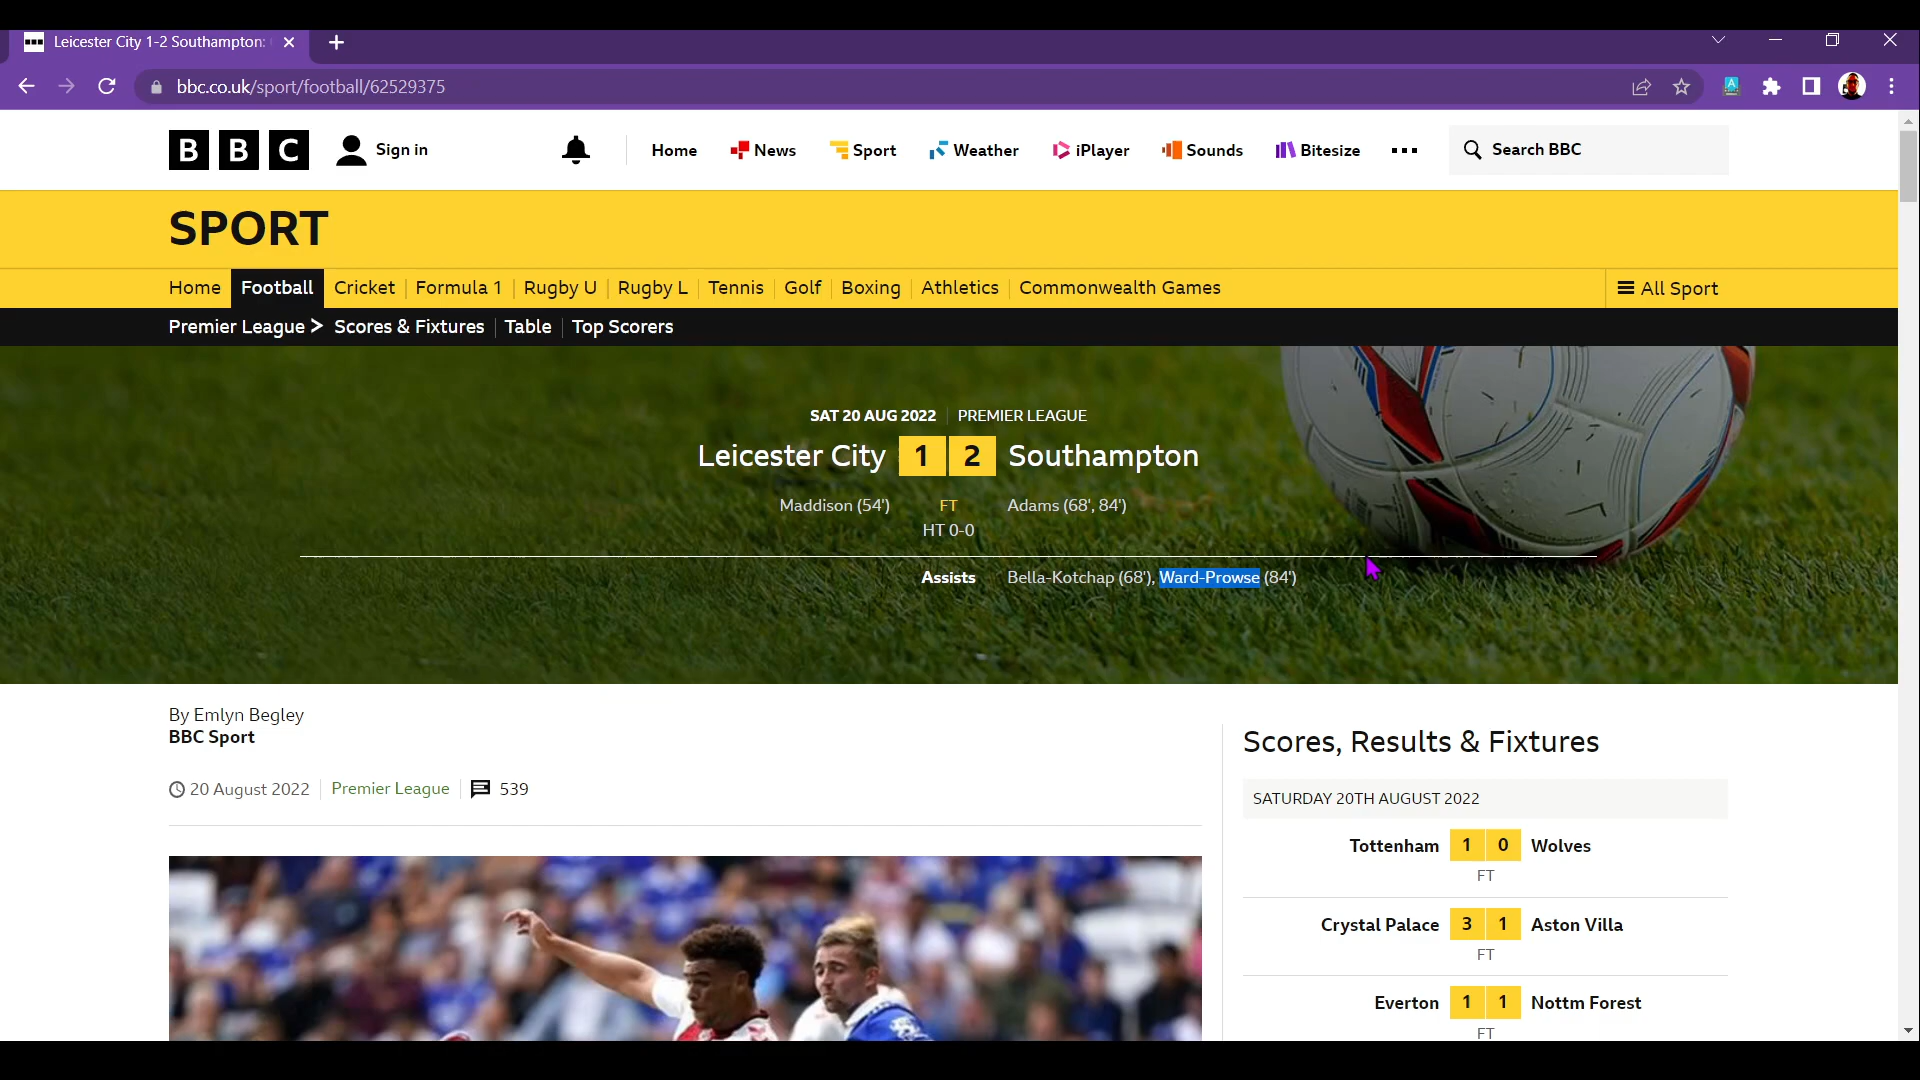 Leicester City 1-2 Southampton:
bbc.co.uk/sport/football/62529375
BBC
Sign in
Home
News
Sport
Weather
iPlayer
Sounds
Bitesize
Search BBC
SPORT
Home
Football
Cricket
Formula 1
Rugby U
Rugby L
Tennis
Golf
Boxing
Athletics
Commonwealth Games
All Sport
Premier League
Scores & Fixtures
Table
Top Scorers
SAT 20 AUG 2022 PREMIER LEAGUE
Leicester City 1 2 Southampton
Maddison (54') FT Adams (68', 84')
HT 0-0
Assists Bella-Kotchap (68'), Ward-Prowse (84')
By Emlyn Begley
BBC Sport
20 August 2022 Premier League 539
Scores, Results & Fixtures
SATURDAY 20TH AUGUST 2022
Tottenham 1 0 Wolves
FT
Crystal Palace 3 1 Aston Villa
FT
Everton 1 1 Nottm Forest
FT